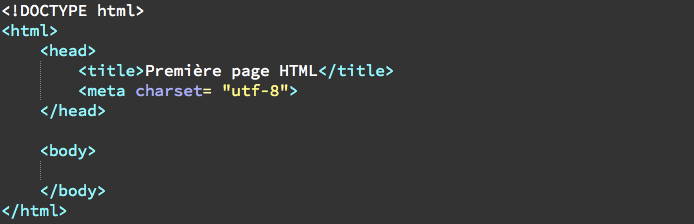 <!DOCTYPE html>
<html>
<head>
<title>Première page HTML</title>
<meta charset= "utf-8">
</head>
<body>
</body>
</html>